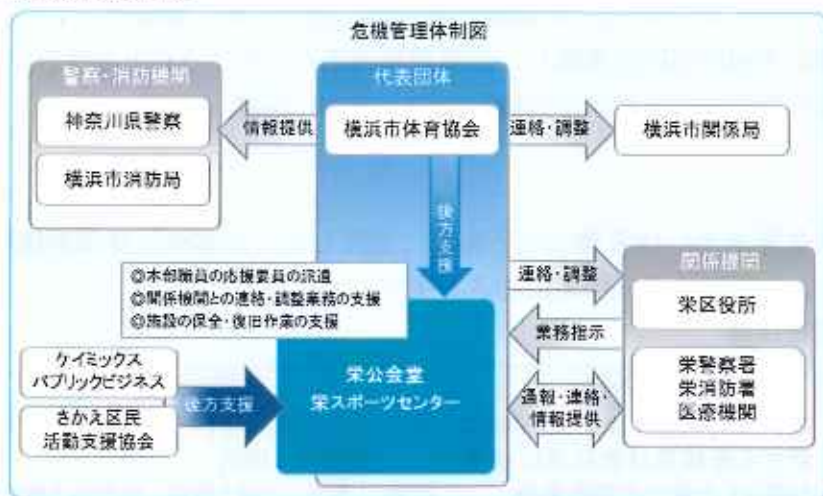 危機管理体制図
警察・消防機関
神奈川県警察
横浜市消防局
情報提供
代表団体
横浜市体育協会
連絡・調整
横浜市関係局
後方支援
◎本部職員の応援要員の派遣
◎関係機関との連絡・調整業務の支援
◎施設の保全・復旧作業の支援
ケイミックス
パブリックビジネス
さかえ区民
活動支援協会
後方支援
栄公会堂
栄スポーツセンター
連絡・調整
業務指示
通報・連絡・
情報提供
関係機関
栄区役所
栄警察署
栄消防署
医療機関